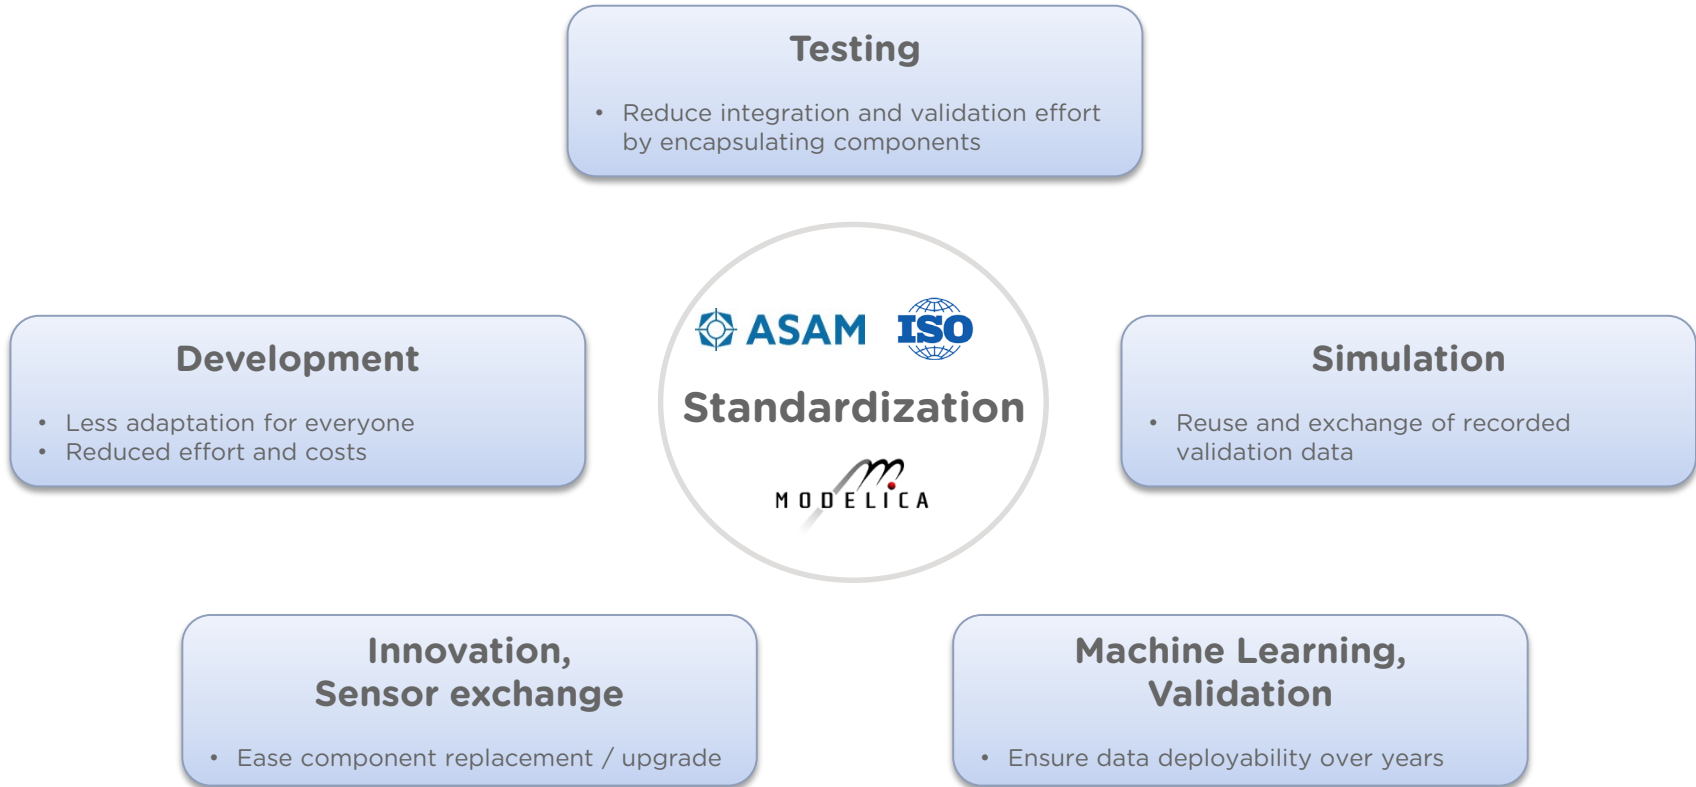 Testing
• Reduce integration and validation effort
by encapsulating components
ASAM ISO
Standardization
MODELICA
Development
• Less adaptation for everyone
• Reduced effort and costs
Simulation
• Reuse and exchange of recorded
validation data
Innovation,
Sensor exchange
• Ease component replacement / upgrade
Machine Learning,
Validation
• Ensure data deployability over years